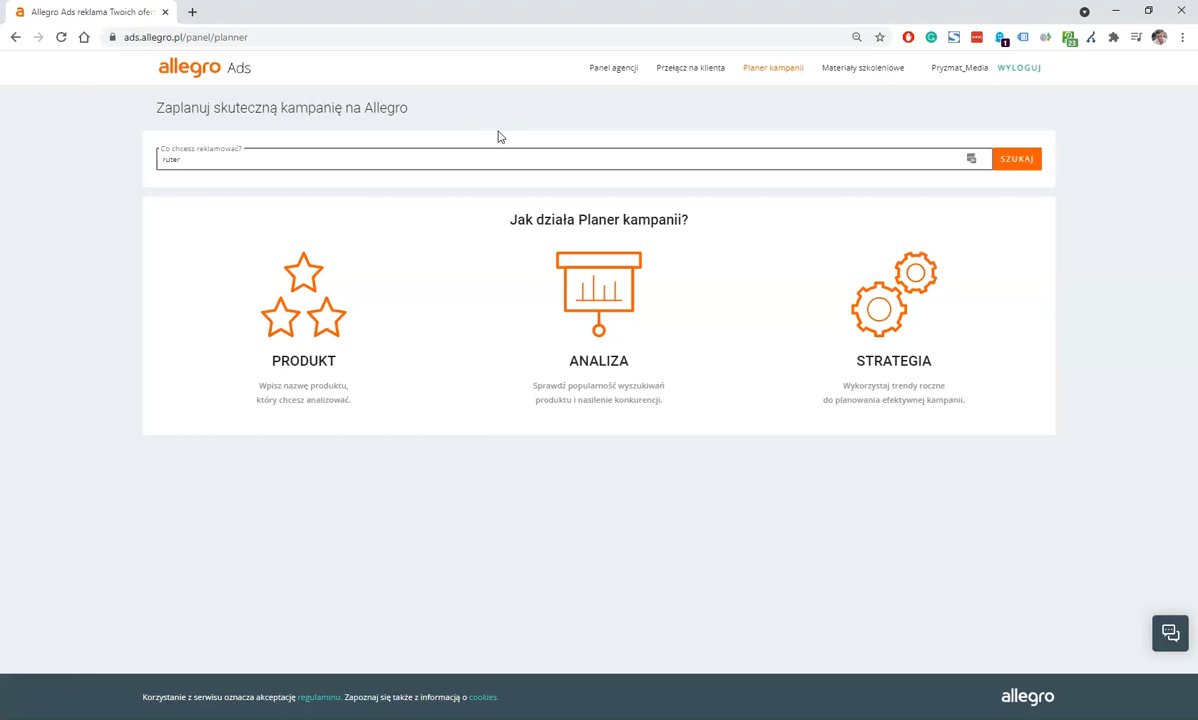 Allegro Ads reklama Twoich ofer
ads.allegro.pl/panel/planner
1
23
allegro Ads
Panel agencji
Przełącz na klienta
Planer kampanii
Materiały szkoleniowe
Pryzmat_Media
WYLOGUJ
Zaplanuj skuteczną kampanię na Allegro
Co chcesz reklamować?
ruter
SZUKAJ
Jak działa Planer kampanii?
PRODUKT
Wpisz nazwę produktu,
który chcesz analizować.
ANALIZA
Sprawdź popularność wyszukiwań
produktu i nasilenie konkurencji.
STRATEGIA
Wykorzystaj trendy roczne
do planowania efektywnej kampanii.
Korzystanie z serwisu oznacza akceptację regulaminu. Zapoznaj się także z informacją o cookies.
allegro